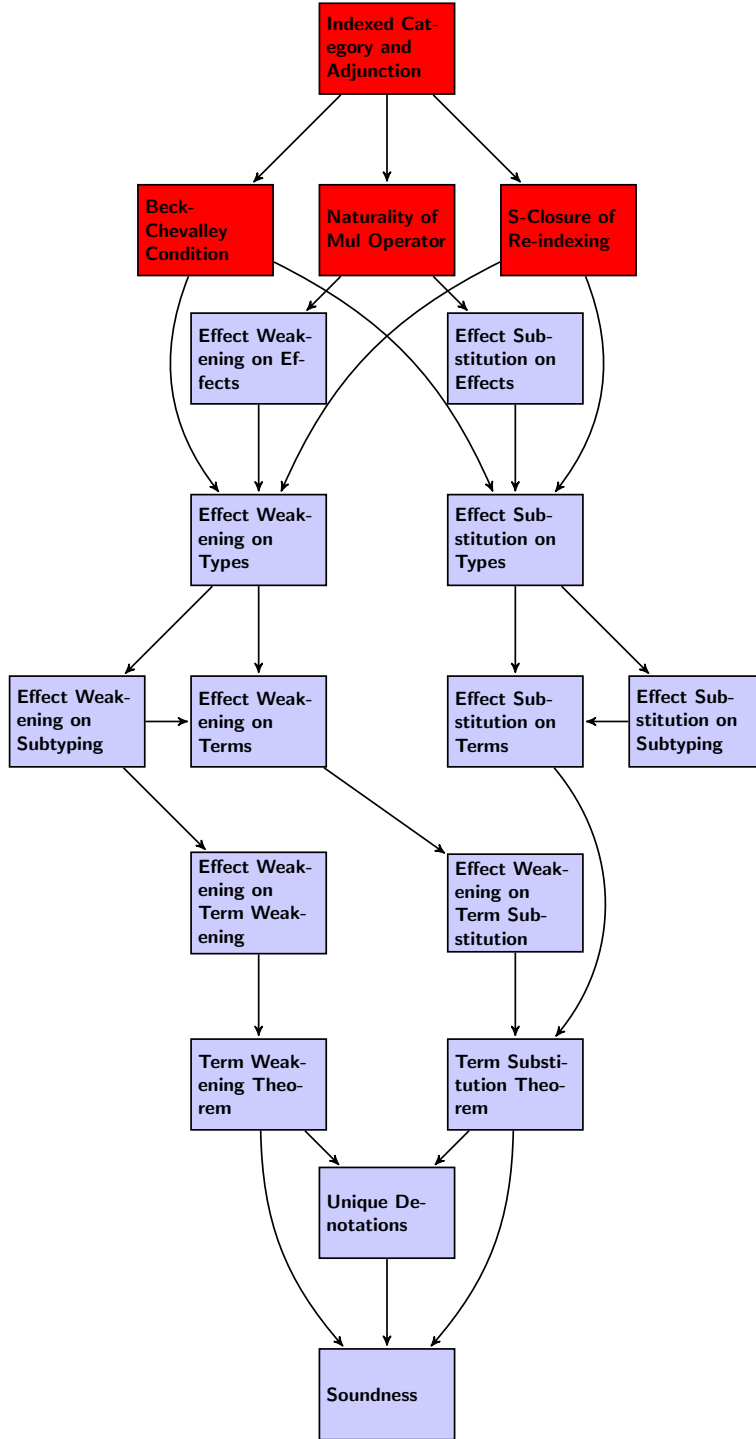 Indexed Cat-
egory and
Adjunction
Beck-
Chevalley
Condition
Naturality of
Mul Operator
S-Closure of
Re-indexing
Effect Weak-
ening on Ef-
fects
Effect Sub-
stitution on
Effects
Effect Weak-
ening on
Types
Effect Sub-
stitution on
Types
Effect Weak-
ening on
Subtyping
Effect Weak-
ening on
Terms
Effect Sub-
stitution on
Terms
Effect Sub-
stitution on
Subtyping
Effect Weak-
ening on
Term Weak-
ening
Effect Weak-
ening on
Term Sub-
stitution
Term Weak-
ening Theo-
rem
Term Substi-
tution Theo-
rem
Unique De-
notations
Soundness